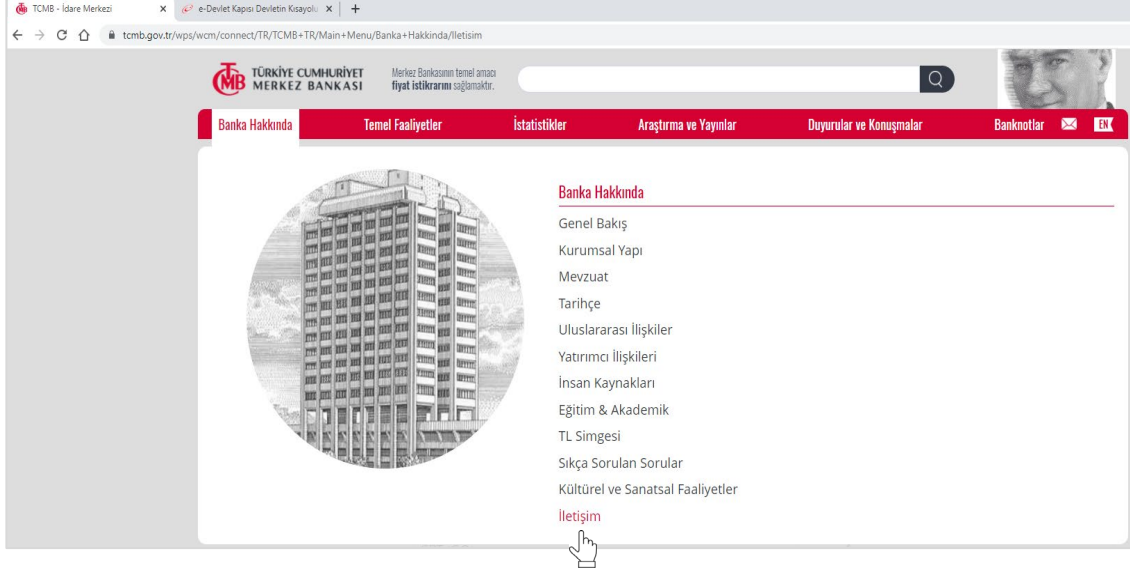 TCMB - İdare Merkezi
e-Devlet Kapısı Devletin Kısayolu
tcmb.gov.tr/wps/wcm/connect/TR/TCMB+TR/Main+Menu/Banka+Hakkinda/Iletisim
TÜRKİYE CUMHURİYET
MERKEZ BANKASI
Merkez Bankasının temel amacı
fiyat istikrarını sağlamaktır.
Banka Hakkında Temel Faaliyetler İstatistikler Araştırma ve Yayınlar Duyurular ve Konuşmalar Banknotlar EN
Banka Hakkında
Genel Bakış
Kurumsal Yapı
Mevzuat
Tarihçe
Uluslararası İlişkiler
Yatırımcı İlişkileri
İnsan Kaynakları
Eğitim & Akademik
TL Simgesi
Sıkça Sorulan Sorular
Kültürel ve Sanatsal Faaliyetler
İletişim